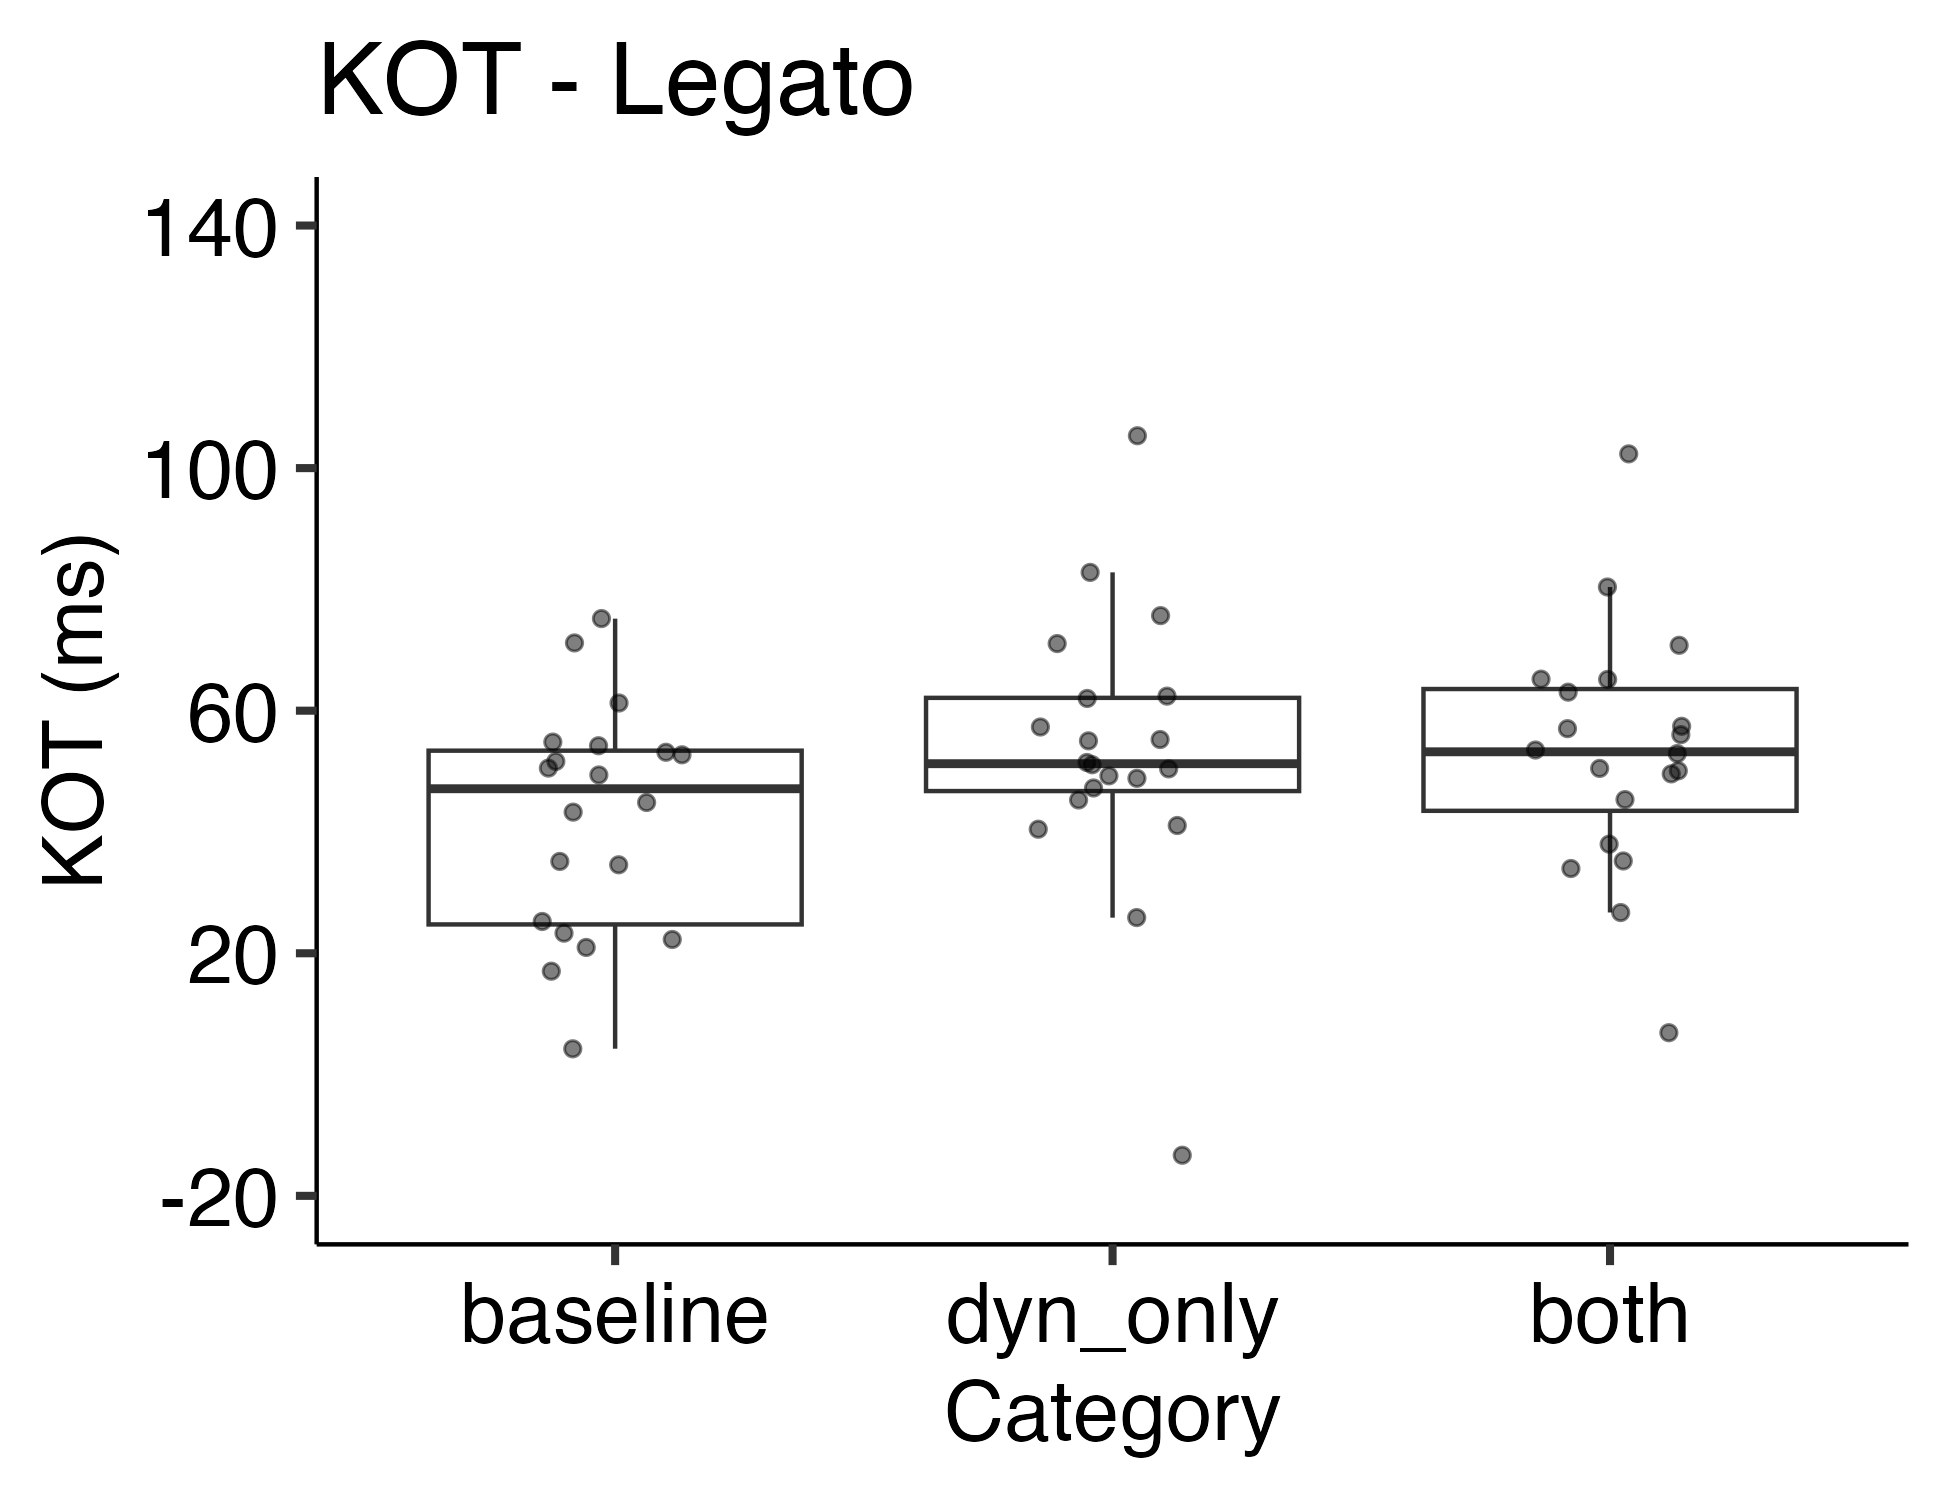 KOT - Legato
140
100
60
20
-20
KOT (ms)
baseline dyn_only both
Category